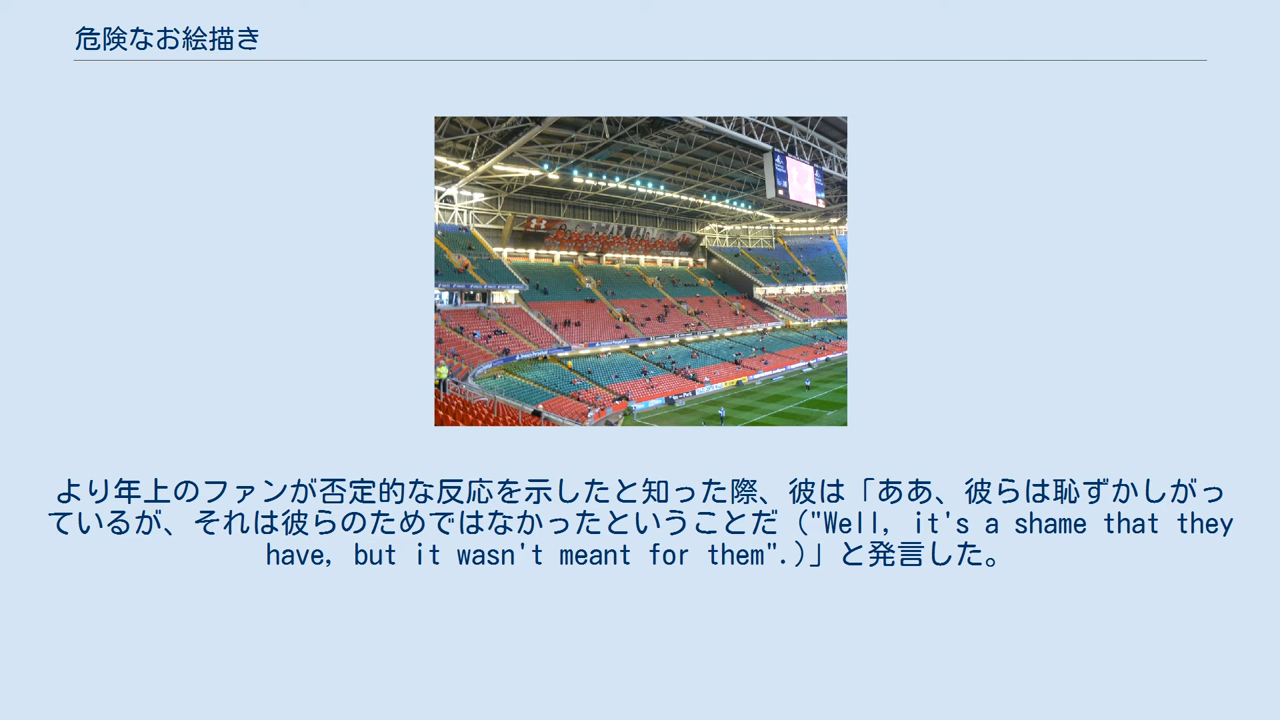 危険なお絵描き
より年上のファンが否定的な反応を示したと知った際、彼は「ああ、彼らは恥ずかしがっ
ているが、それは彼らのためではなかったということだ ("Well, it's a shame that they
have, but it wasn't meant for them".)」と発言した。